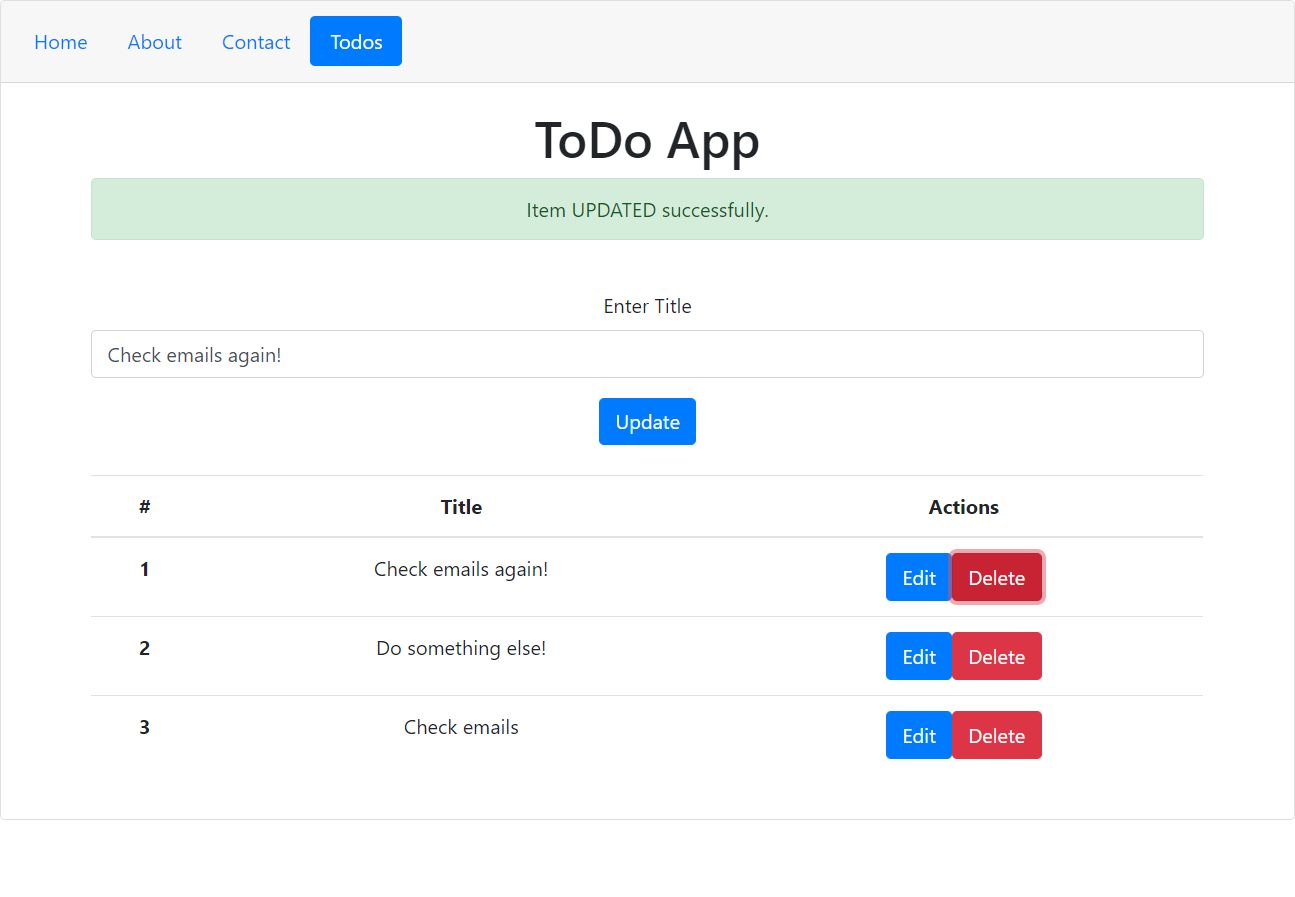 Home About Contact Todos
ToDo App
Item UPDATED successfully.
Enter Title
Check emails again!
Update
# Title Actions
1 Check emails again! Edit Delete
2 Do something else! Edit Delete
3 Check emails Edit Delete